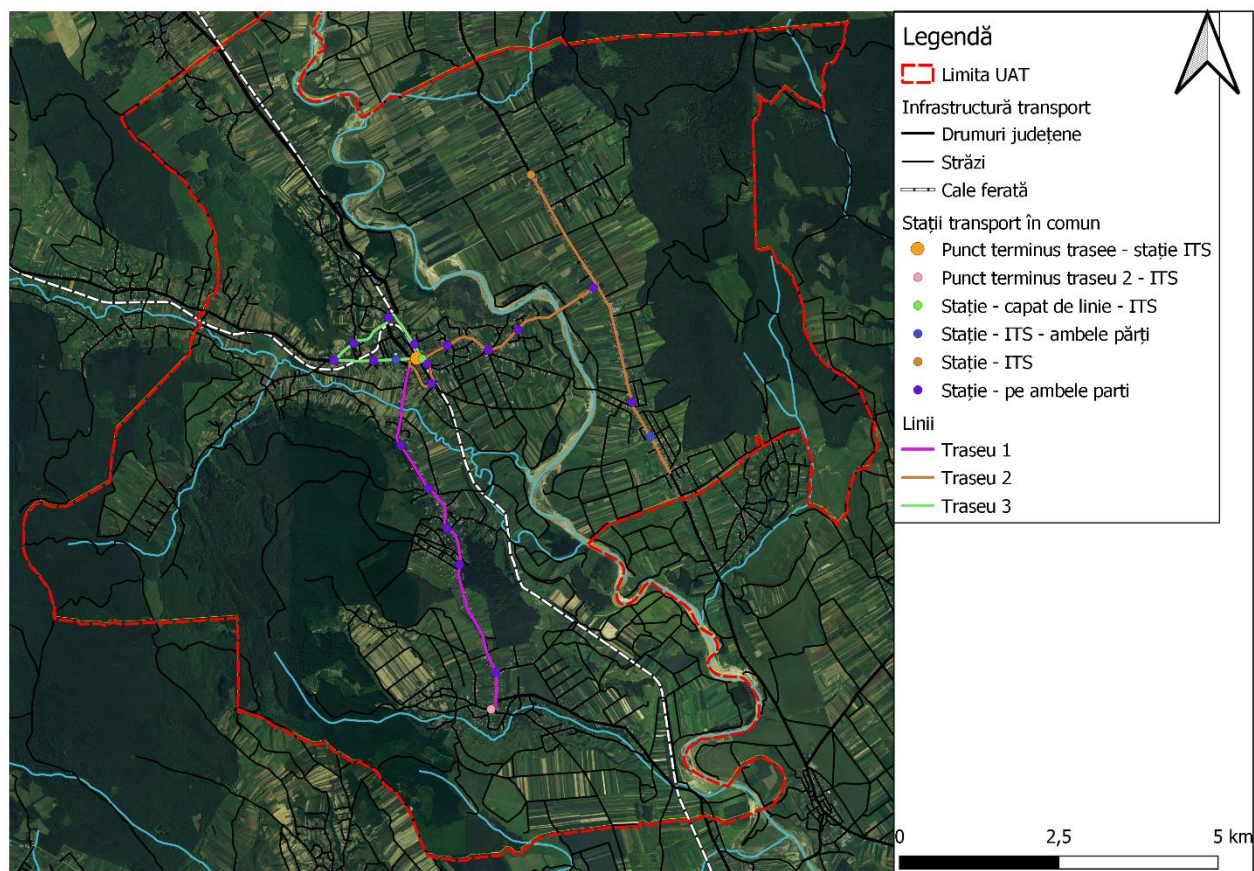 Legendă
Limita UAT
Infrastructură transport
Drumuri județene
Străzi
Cale ferată
Stații transport în comun
Punct terminus trasee - stație ITS
Punct terminus traseu 2 - ITS
Stație - capat de linie - ITS
Stație - ITS - ambele părți
Stație - ITS
Stație - pe ambele parti
Linii
Traseu 1
Traseu 2
Traseu 3
0 2,5 5 km